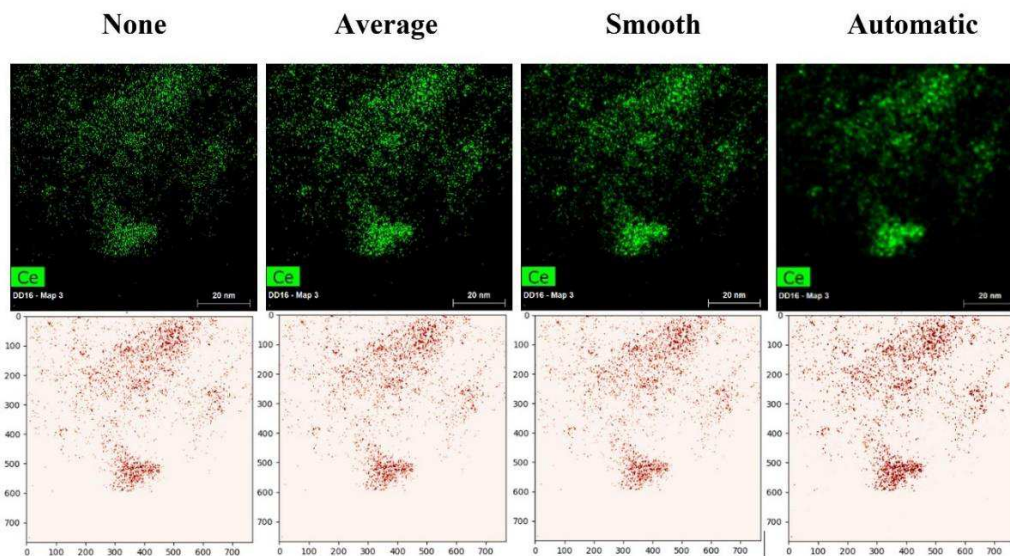 None Average Smooth Automatic
Ce Ce Ce Ce
DD16 - Map 3 20 nm DD16 - Map 3 20 nm DD16 - Map 3 20 nm DD16 - Map 3 20 nm
0 0 0 0
100 100 100 100
200 200 200 200
300 300 300 300
400 400 400 400
500 500 500 500
600 600 600 600
700 700 700 700
0 100 200 300 400 500 600 700 0 100 200 300 400 500 600 700 0 100 200 300 400 500 600 700 0 100 200 300 400 500 600 700